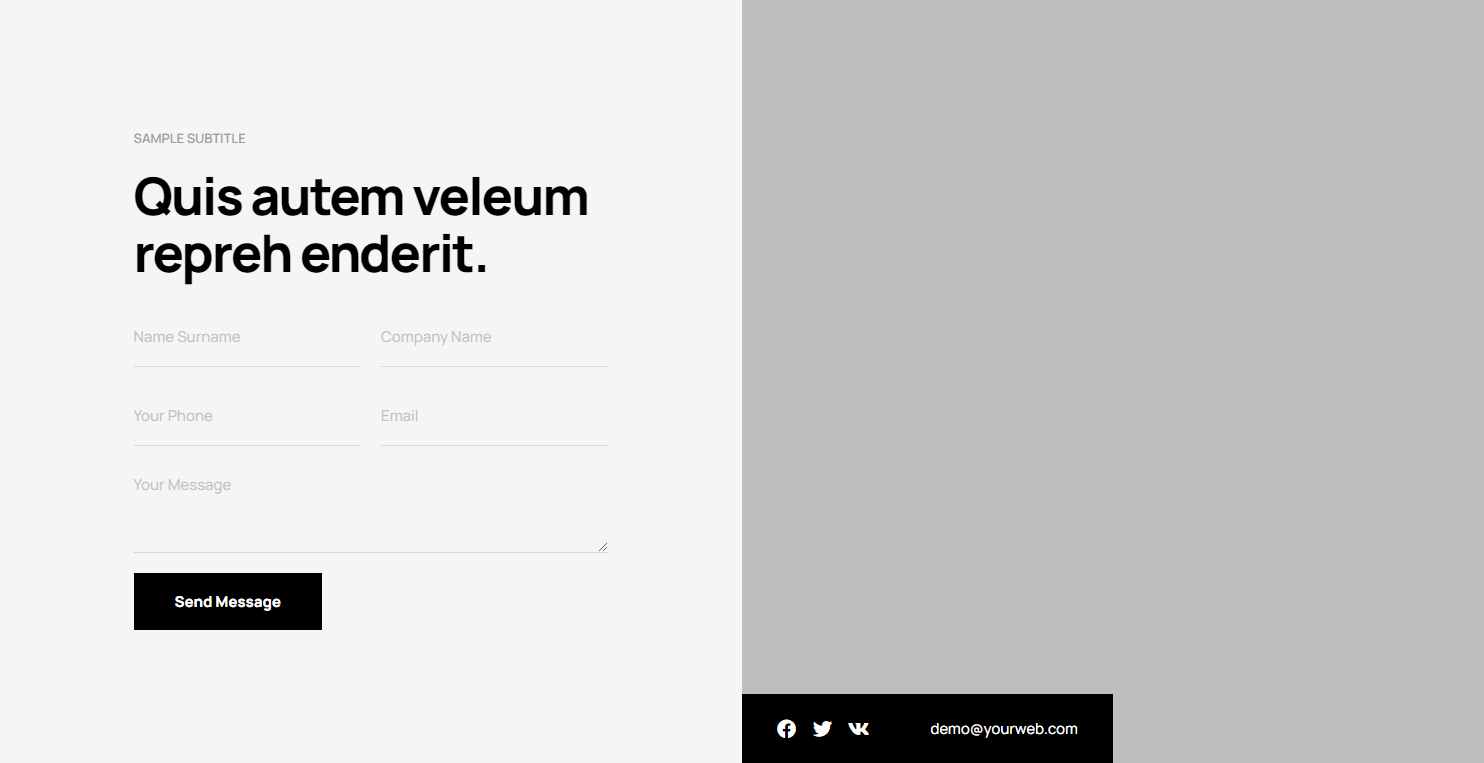 SAMPLE SUBTITLE
Quis autem veleum
repreh enderit.
Name Surname
Company Name
Your Phone
Email
Your Message
Send Message
demo@yourweb.com